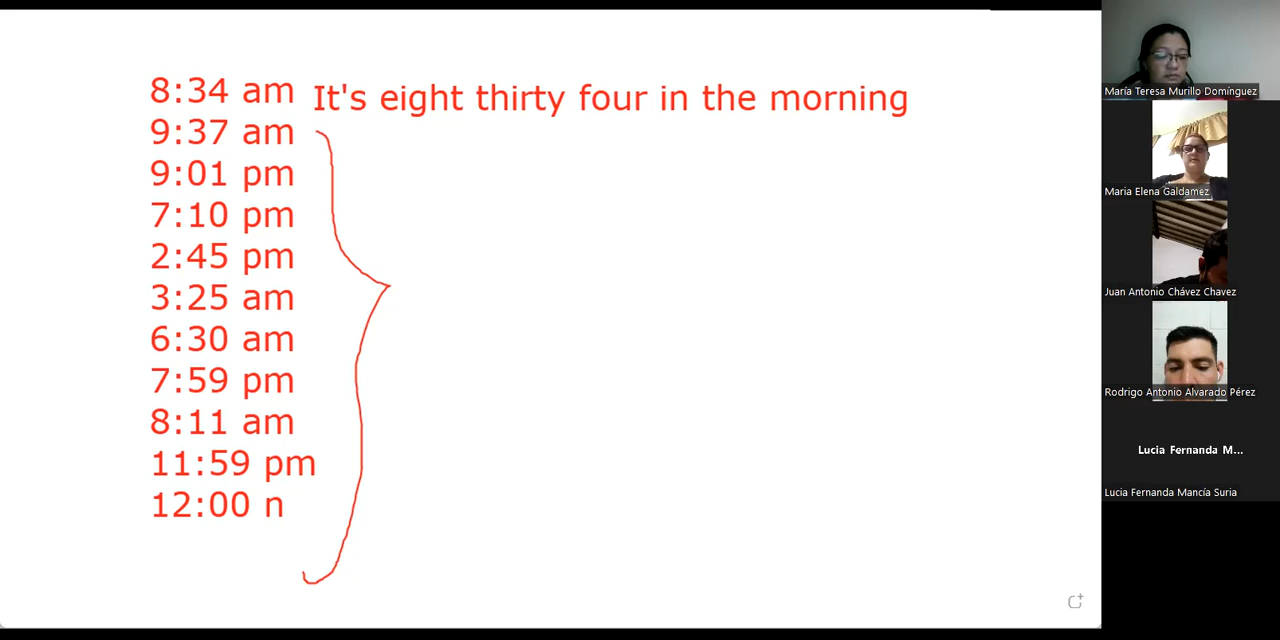 8:34 am It's eight thirty four in the morning
9:37 am
9:01 pm
7:10 pm
2:45 pm
3:25 am
6:30 am
7:59 pm
8:11 am
11:59 pm
12:00 n
María Teresa Murillo Domínguez
Maria Elena Galdamez
Juan Antonio Chávez Chavez
Rodrigo Antonio Alvarado Pérez
Lucia Fernanda M...
Lucia Fernanda Mancía Suria